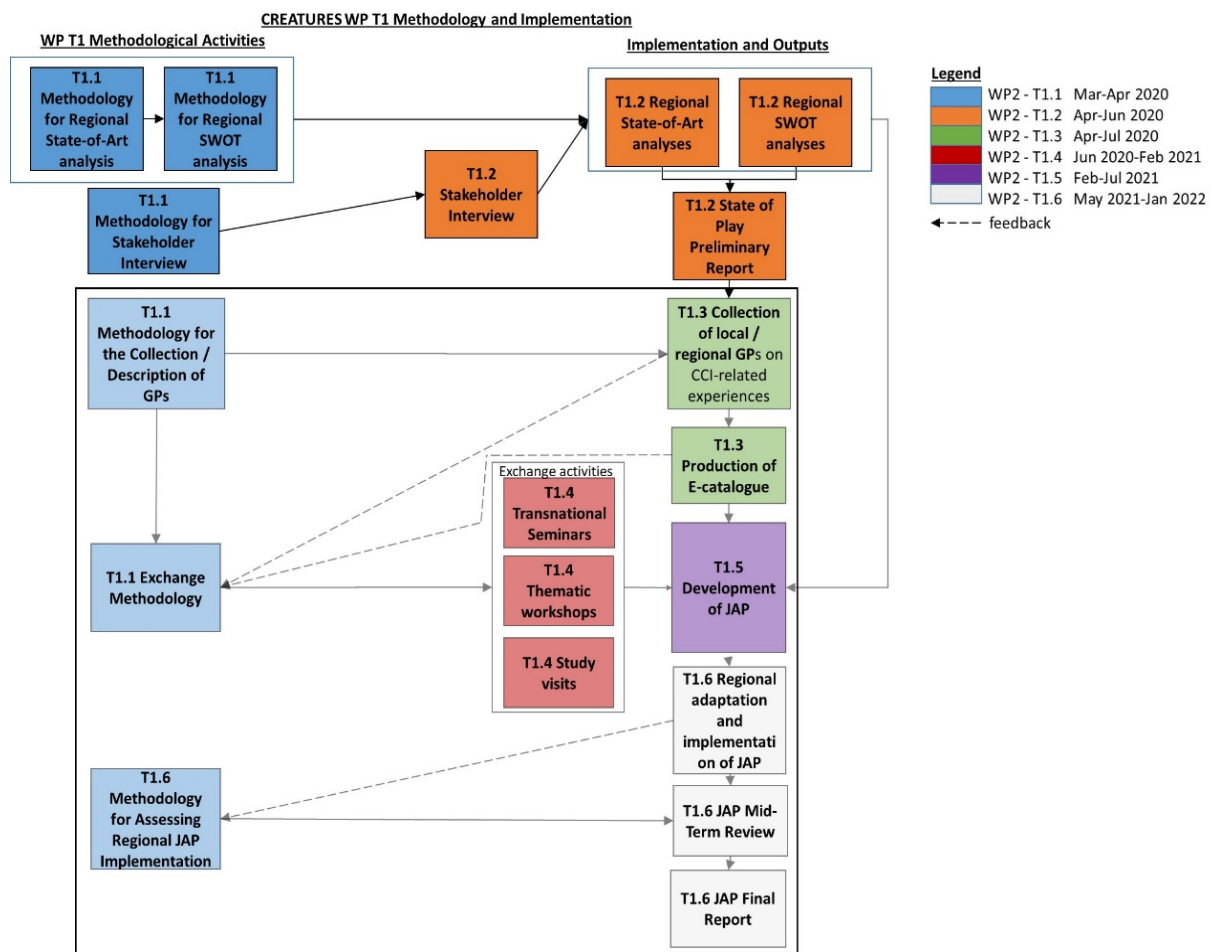 CREATURES WP T1 Methodology and Implementation
WP T1 Methodological Activities
Implementation and Outputs
T1.1
Methodology
for Regional
State-of-Art
analysis
T1.1
Methodology
for Regional
SWOT
analysis
T1.2 Regional
State-of-Art
analyses
T1.2 Regional
SWOT
analyses
Legend
WP2 - T1.1 Mar-Apr 2020
WP2 - T1.2 Apr-Jun 2020
WP2 - T1.3 Apr-Jul 2020
WP2 - T1.4 Jun 2020-Feb 2021
WP2 - T1.5 Feb-Jul 2021
WP2 - T1.6 May 2021-Jan 2022
feedback
T1.1
Methodology for
Stakeholder
Interview
T1.2
Stakeholder
Interview
T1.2 State of
Play
Preliminary
Report
T1.1
Methodology for
the Collection /
Description of
GPs
T1.3 Collection
of local /
regional GPs on
CCI-related
experiences
T1.3
Production of
E-catalogue
Exchange activities
T1.4
Transnational
Seminars
T1.1 Exchange
Methodology
T1.4
Thematic
workshops
T1.5
Development
of JAP
T1.4 Study
visits
T1.6 Regional
adaptation
and
implementati
on of JAP
T1.6
Methodology
for Assessing
Regional JAP
Implementation
T1.6 JAP Mid-
Term Review
T1.6 JAP Final
Report